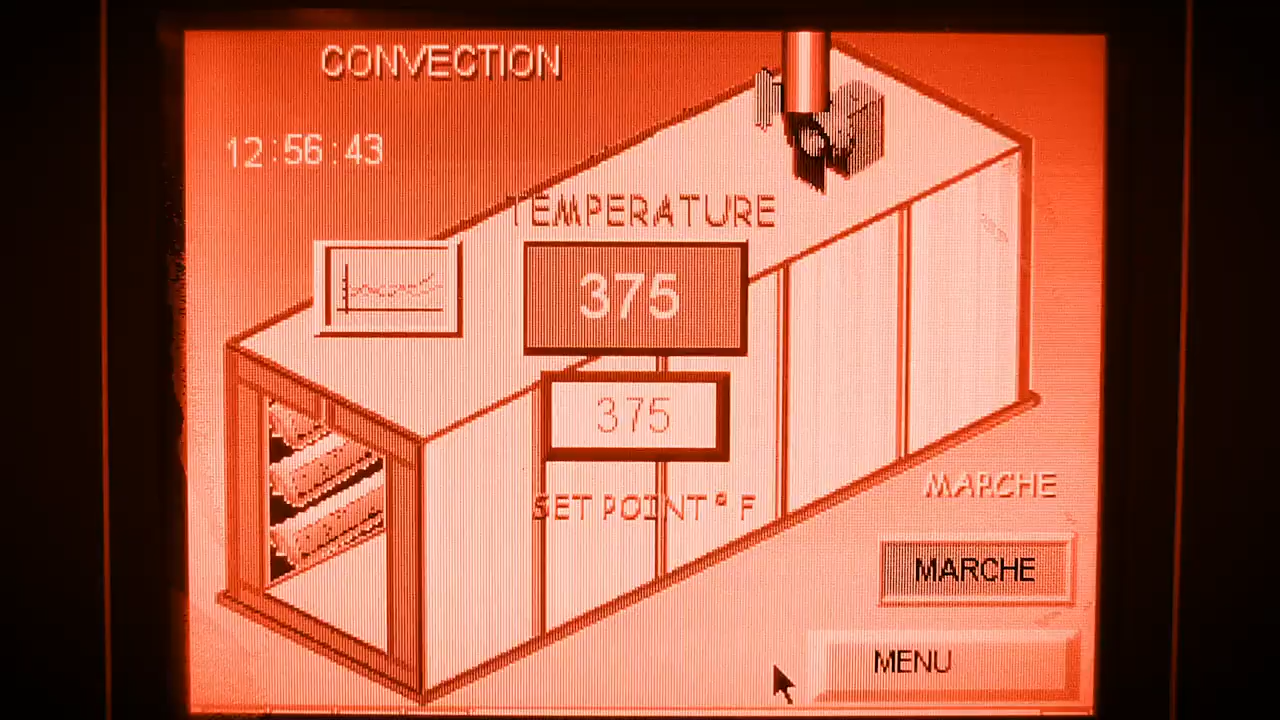 CONVECTION
12:56:43
TEMPERATURE
375
375
SET POINT ° F
MARCHE
MARCHE
MENU